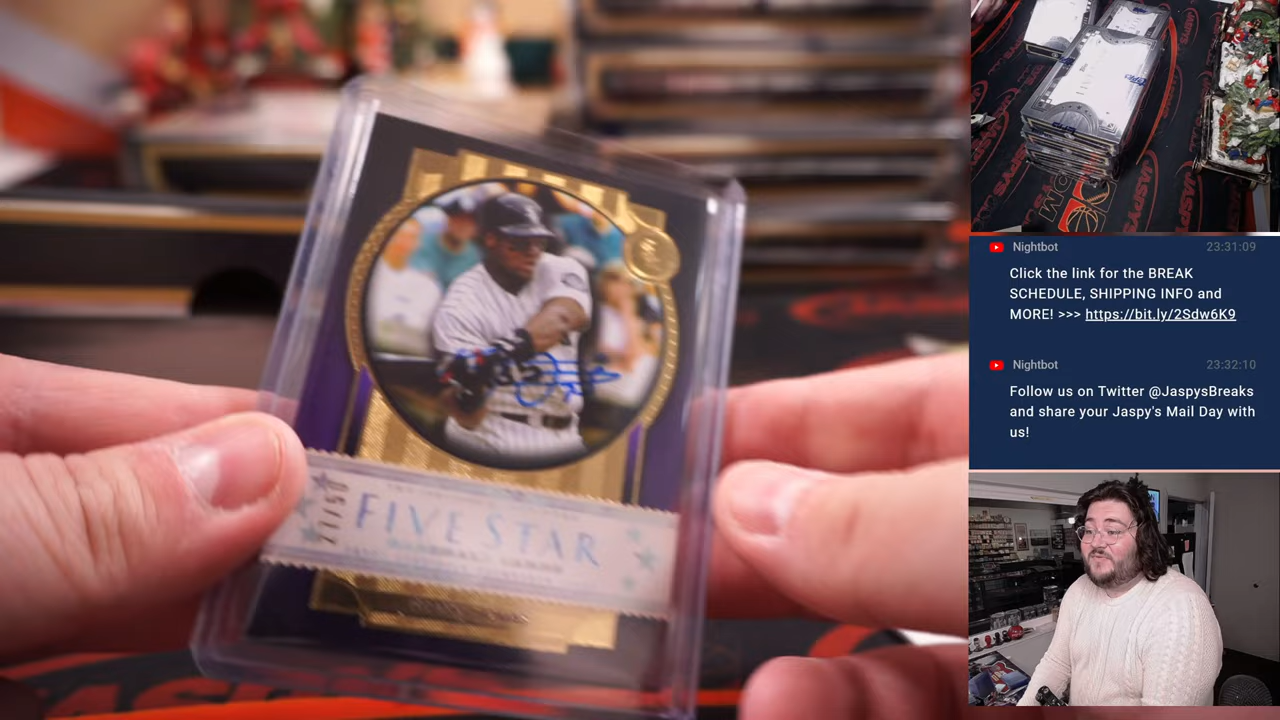 FIVE STAR
Nightbot
23:31:09
Click the link for the BREAK
SCHEDULE, SHIPPING INFO and
MORE! >>> https://bit.ly/2Sdw6K9
Nightbot
23:32:10
Follow us on Twitter @JaspysBreaks
and share your Jaspy's Mail Day with
us!